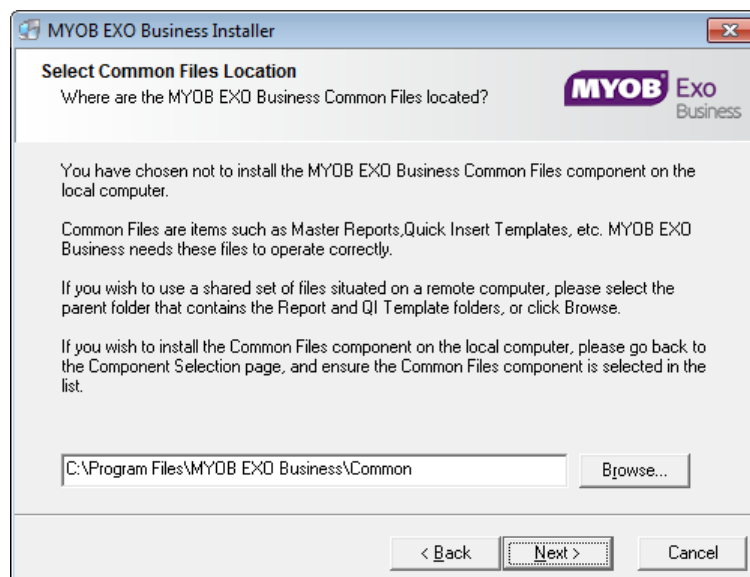 MYOB EXO Business Installer
Select Common Files Location
Where are the MYOB EXO Business Common Files located?
MYOB Exo
Business
You have chosen not to install the MYOB EXO Business Common Files component on the
local computer.
Common Files are items such as Master Reports,Quick Insert Templates, etc. MYOB EXO
Business needs these files to operate correctly.
If you wish to use a shared set of files situated on a remote computer, please select the
parent folder that contains the Report and QI Template folders, or click Browse.
If you wish to install the Common Files component on the local computer, please go back to
the Component Selection page, and ensure the Common Files component is selected in the
list.
C:\Program Files\MYOB EXO Business\Common
Browse...
< Back
Next >
Cancel